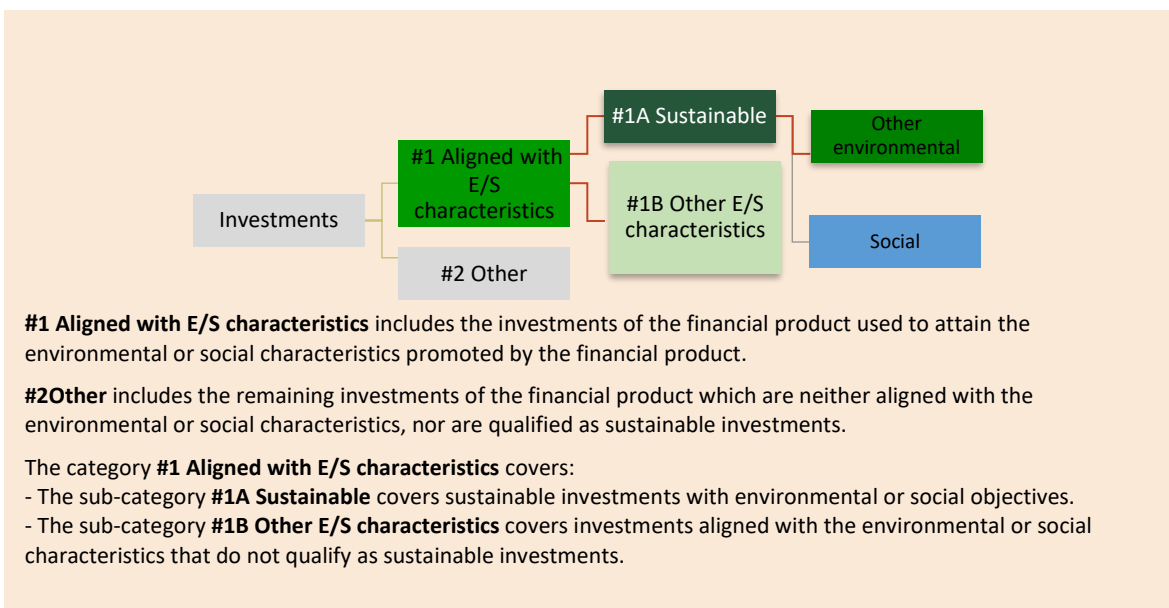 #1A Sustainable
Other
environmental
#1 Aligned with
E/S
characteristics
#1B Other E/S
characteristics
Investments
Social
#2 Other
#1 Aligned with E/S characteristics includes the investments of the financial product used to attain the
environmental or social characteristics promoted by the financial product.
#2Other includes the remaining investments of the financial product which are neither aligned with the
environmental or social characteristics, nor are qualified as sustainable investments.
The category #1 Aligned with E/S characteristics covers:
- The sub-category #1A Sustainable covers sustainable investments with environmental or social objectives.
- The sub-category #1B Other E/S characteristics covers investments aligned with the environmental or social
characteristics that do not qualify as sustainable investments.